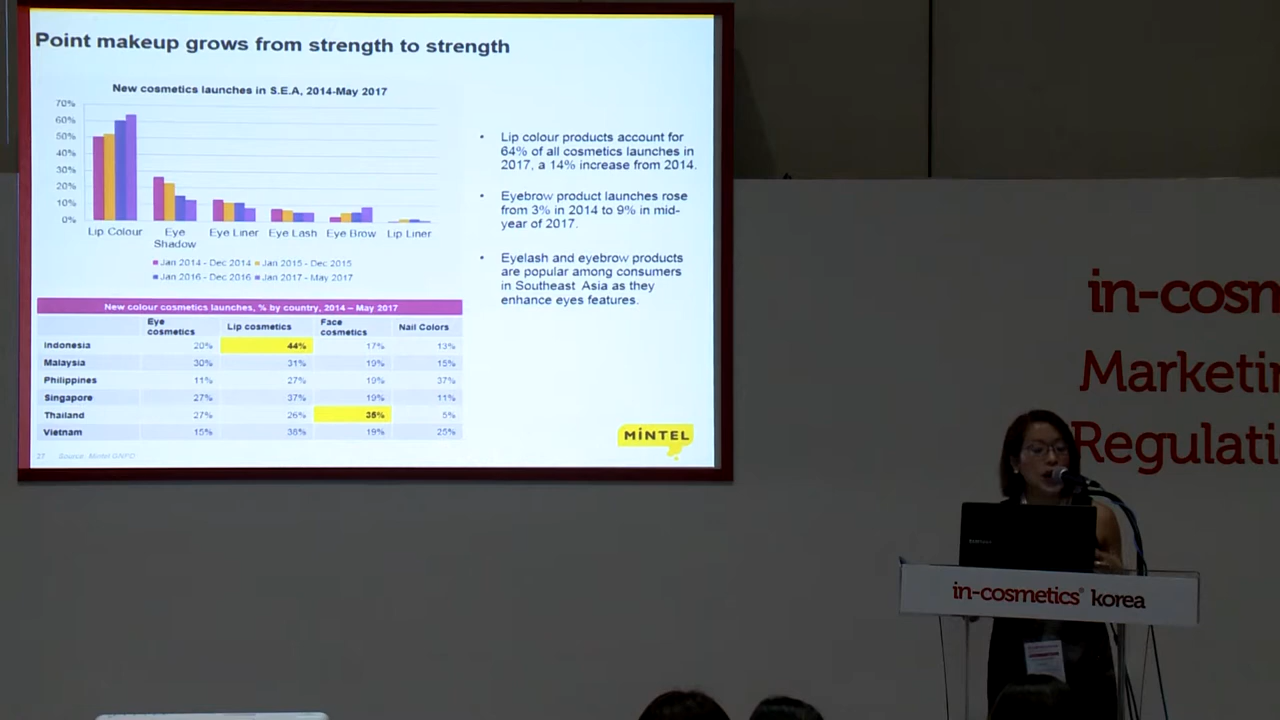 Point makeup grows from strength to strength
New cosmetics launches in S.E.A, 2014-May 2017
70%
60%
50%
40%
30%
20%
10%
0%
Lip Colour Eye Shadow Eye Liner Eye Lash Eye Brow Lip Liner
Jan 2014 - Dec 2014 Jan 2015 - Dec 2015
Jan 2016 - Dec 2016 Jan 2017 - May 2017
• Lip colour products account for
64% of all cosmetics launches in
2017, a 14% increase from 2014.
• Eyebrow product launches rose
from 3% in 2014 to 9% in mid-
year of 2017.
• Eyelash and eyebrow products
are popular among consumers
in Southeast Asia as they
enhance eyes features.
New colour cosmetics launches, % by country, 2014 – May 2017
Eye cosmetics Lip cosmetics Face cosmetics Nail Colors
Indonesia 20% 44% 17% 13%
Malaysia 30% 31% 19% 15%
Philippines 11% 27% 19% 37%
Singapore 27% 37% 19% 11%
Thailand 27% 26% 35% 5%
Vietnam 15% 38% 19% 25%
27 Source: Mintel GNPD
MiNTEL
in-cosm
Marketin
Regulati
in-cosmetics® korea